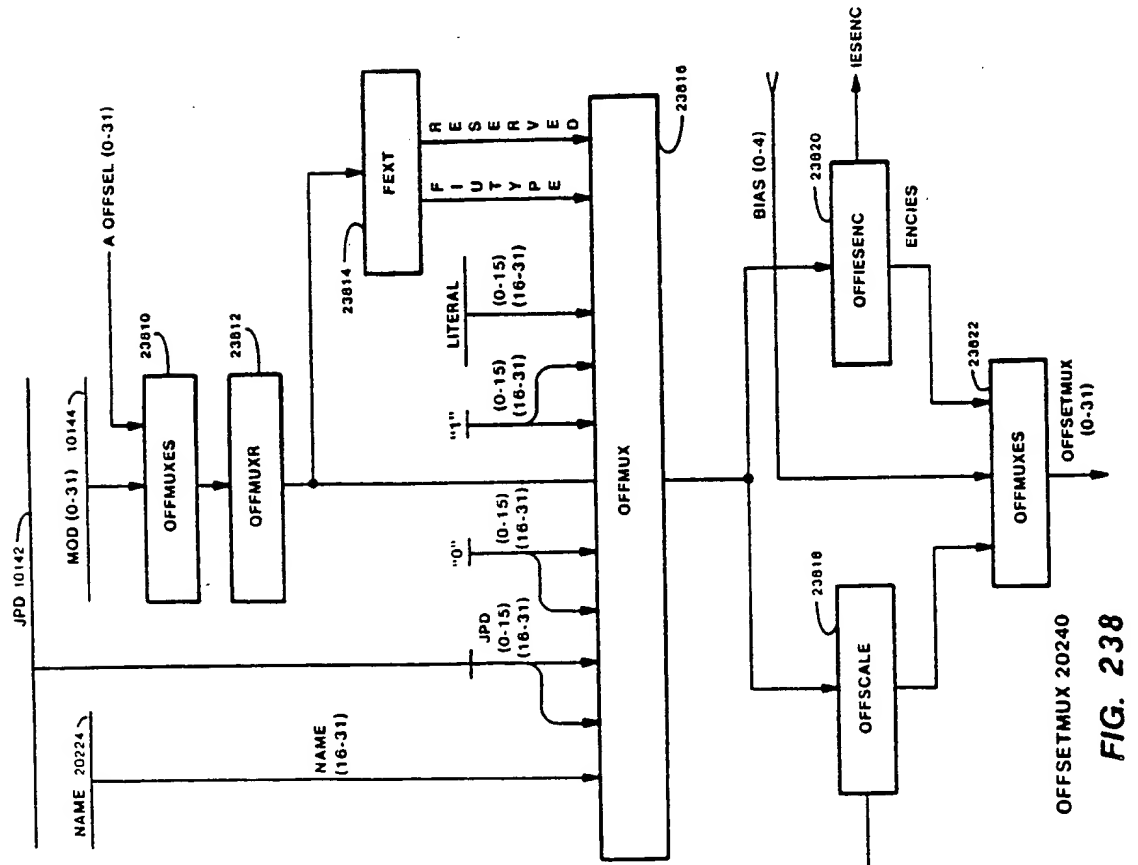 JPD 10142
MOD (0-31) 10144
A OFFSEL (0-31)
NAME 20224
23810
OFFMUXES
23812
OFFMUXR
FEXT
23814
FIUTYPE
RESERVED
NAME
(16-31)
JPD
(0-15)
(16-31)
"0"
(0-15)
(16-31)
"1"
(0-15)
(16-31)
LITERAL
(0-15)
(16-31)
OFFMUX
23816
BIAS (0-4)
23818
OFFSCALE
23820
OFFIESENC
IESENC
ENCIES
23822
OFFMUXES
OFFSETMUX
(0-31)
OFFSETMUX 20240
FIG. 238